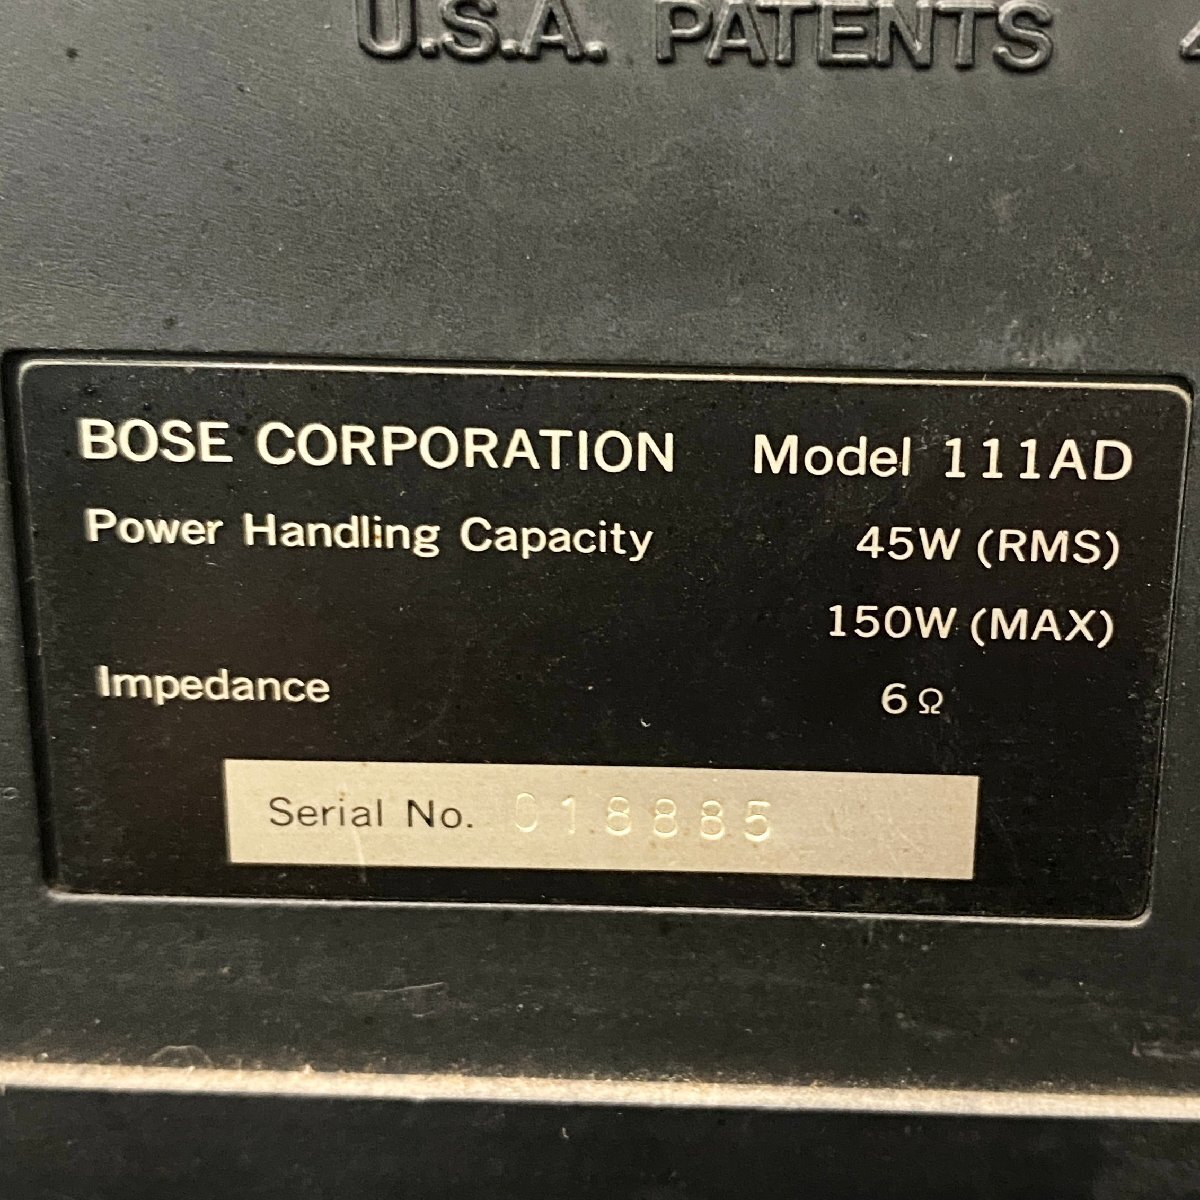 U.S.A. PATENTS
BOSE CORPORATION Model 111AD
Power Handling Capacity 45W (RMS)
150W (MAX)
Impedance 6Ω
Serial No. 018885